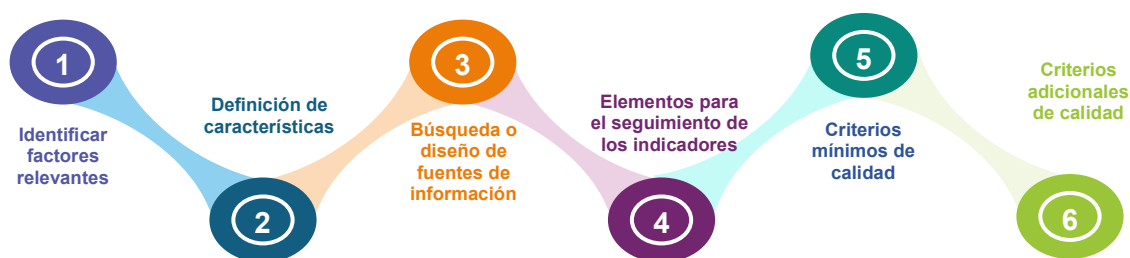 1
Identificar
factores
relevantes
Definición de
características
2
3
Búsqueda o
diseño de
fuentes de
información
Elementos para
el seguimiento de
los indicadores
4
5
Criterios
mínimos de
calidad
Criterios
adicionales
de calidad
6